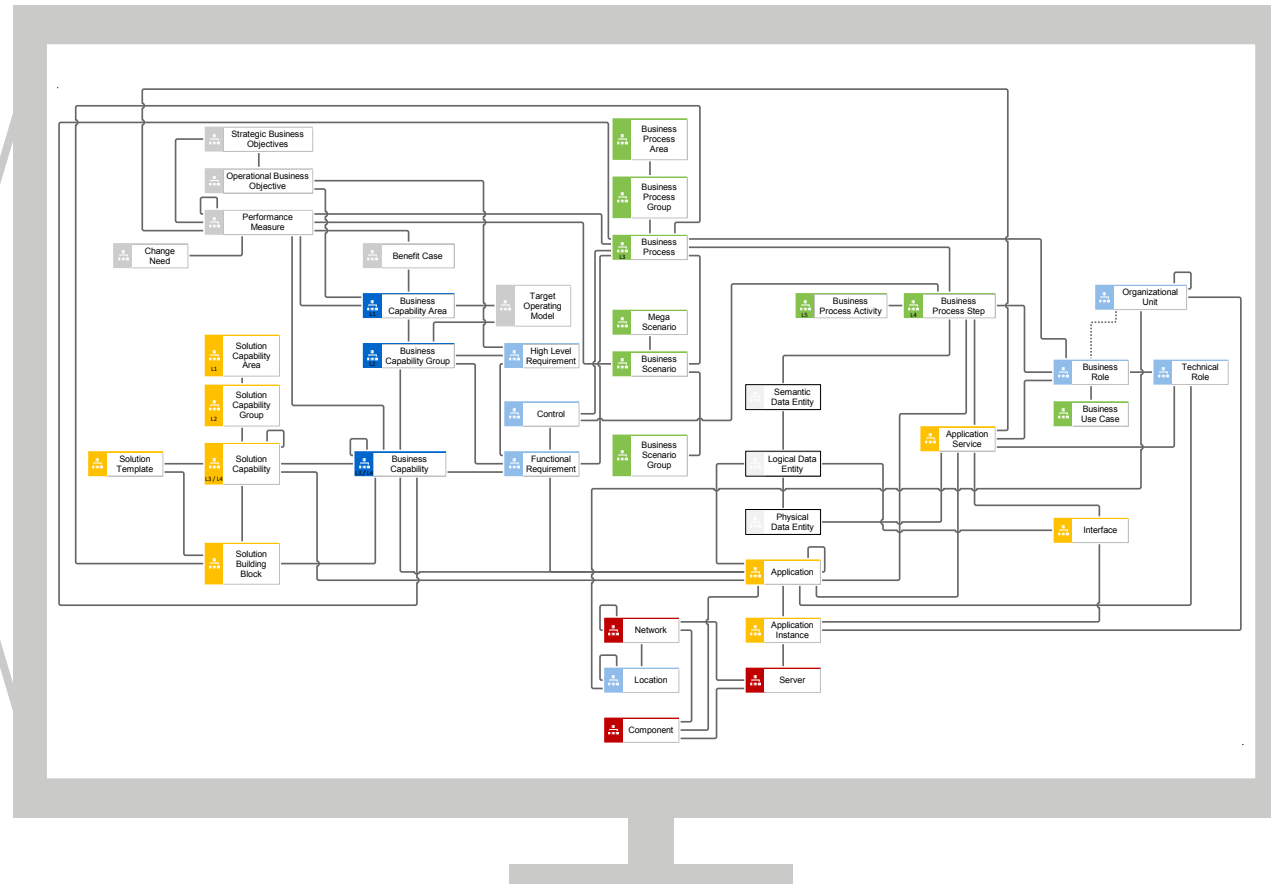 Strategic Business
Objectives
Operational Business
Objective
Performance
Measure
Change
Need
Benefit Case
L1
Business
Capability Area
Target
Operating
Model
L2
Business
Capability Group
High Level
Requirement
Control
Functional
Requirement
L3 / L4
Business
Capability
L1
Solution
Capability
Area
L2
Solution
Capability
Group
L3 / L4
Solution
Capability
Solution
Template
Solution
Building
Block
Business
Process
Area
Business
Process
Group
L3
Business
Process
Mega
Scenario
Business
Scenario
Business
Scenario
Group
L5
Business
Process Activity
L4
Business
Process Step
Organizational
Unit
Business
Role
Technical
Role
Business
Use Case
Semantic
Data Entity
Logical Data
Entity
Physical
Data Entity
Application
Service
Interface
Application
Application
Instance
Server
Network
Location
Component